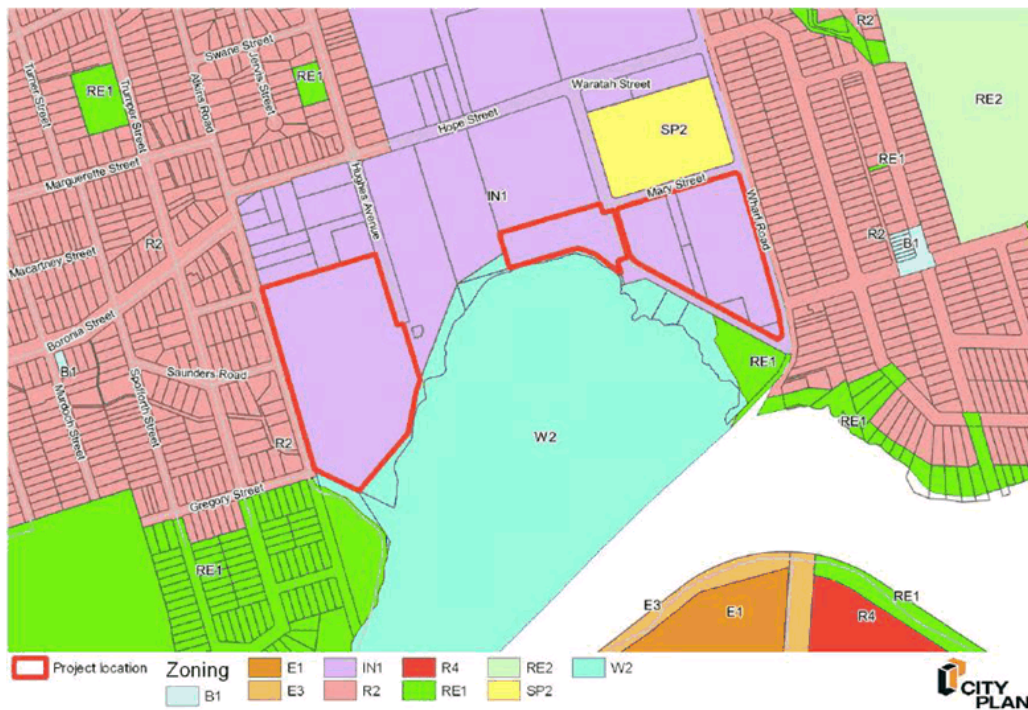 R2
Swane Street
Jervis Street
Turner Street
Trumper Street
Atkins Road
RE1
RE1
Waratah Street
RE2
Hope Street
SP2
Marguerette Street
RE1
Hughes Avenue
Mary Street
IN1
Wharf Road
Macartney Street
R2
R2
B1
Boronia Street
B1
Saunders Road
RE1
Murdoch Street
Spofforth Street
RE1
R2
W2
Gregory Street
RE1
E3
E1
R4
RE1
Project location
Zoning
B1
E1
E3
IN1
R2
R4
RE1
RE2
SP2
W2
CITY
PLAN